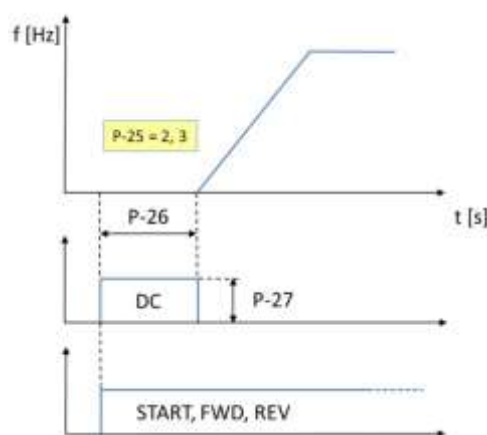 f [Hz]
P-25 = 2, 3
P-26
t [s]
DC
P-27
START, FWD, REV